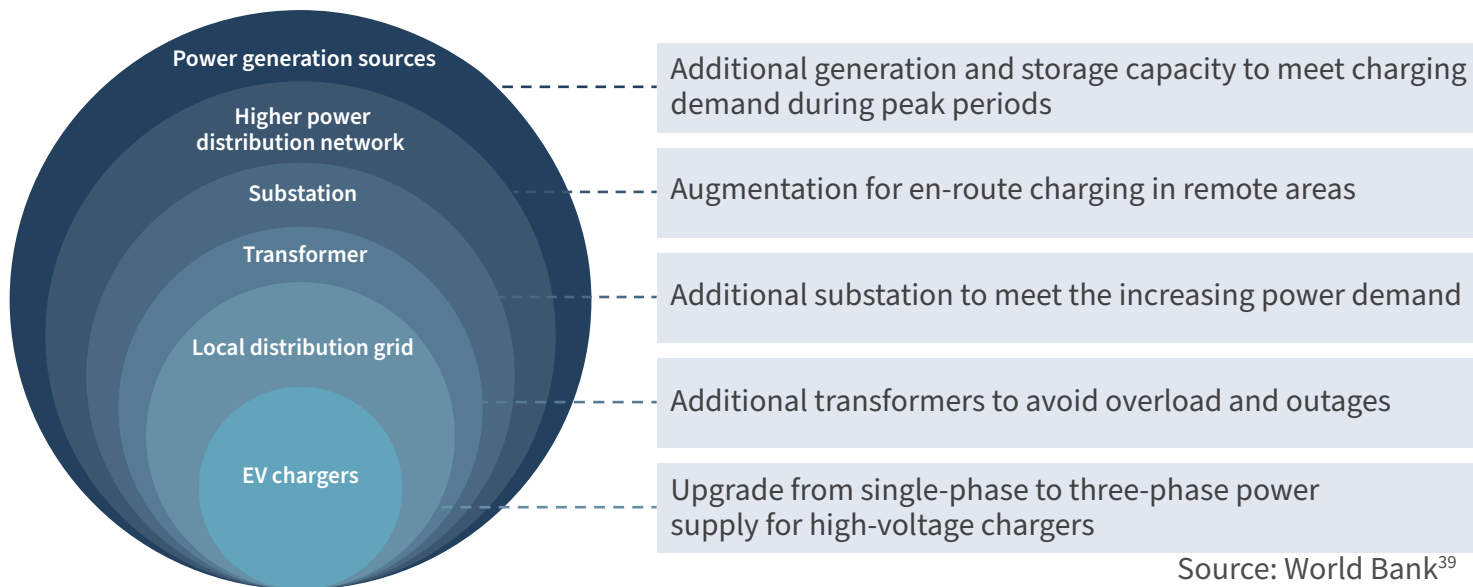 Power generation sources
Higher power
distribution network
Substation
Transformer
Local distribution grid
EV chargers
Additional generation and storage capacity to meet charging
demand during peak periods
Augmentation for en-route charging in remote areas
Additional substation to meet the increasing power demand
Additional transformers to avoid overload and outages
Upgrade from single-phase to three-phase power
supply for high-voltage chargers
Source: World Bank³⁹